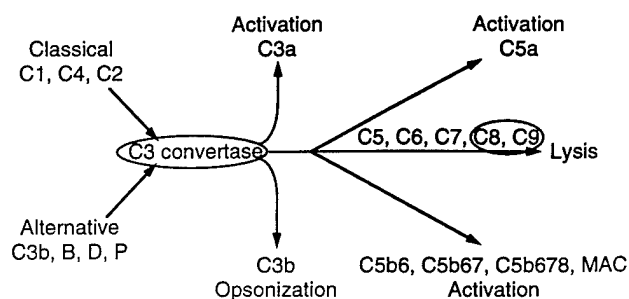 Classical
C1, C4, C2
Activation
C3a
Activation
C5a
C3 convertase
C5, C6, C7, C8, C9
Lysis
Alternative
C3b, B, D, P
C3b
Opsonization
C5b6, C5b67, C5b678, MAC
Activation